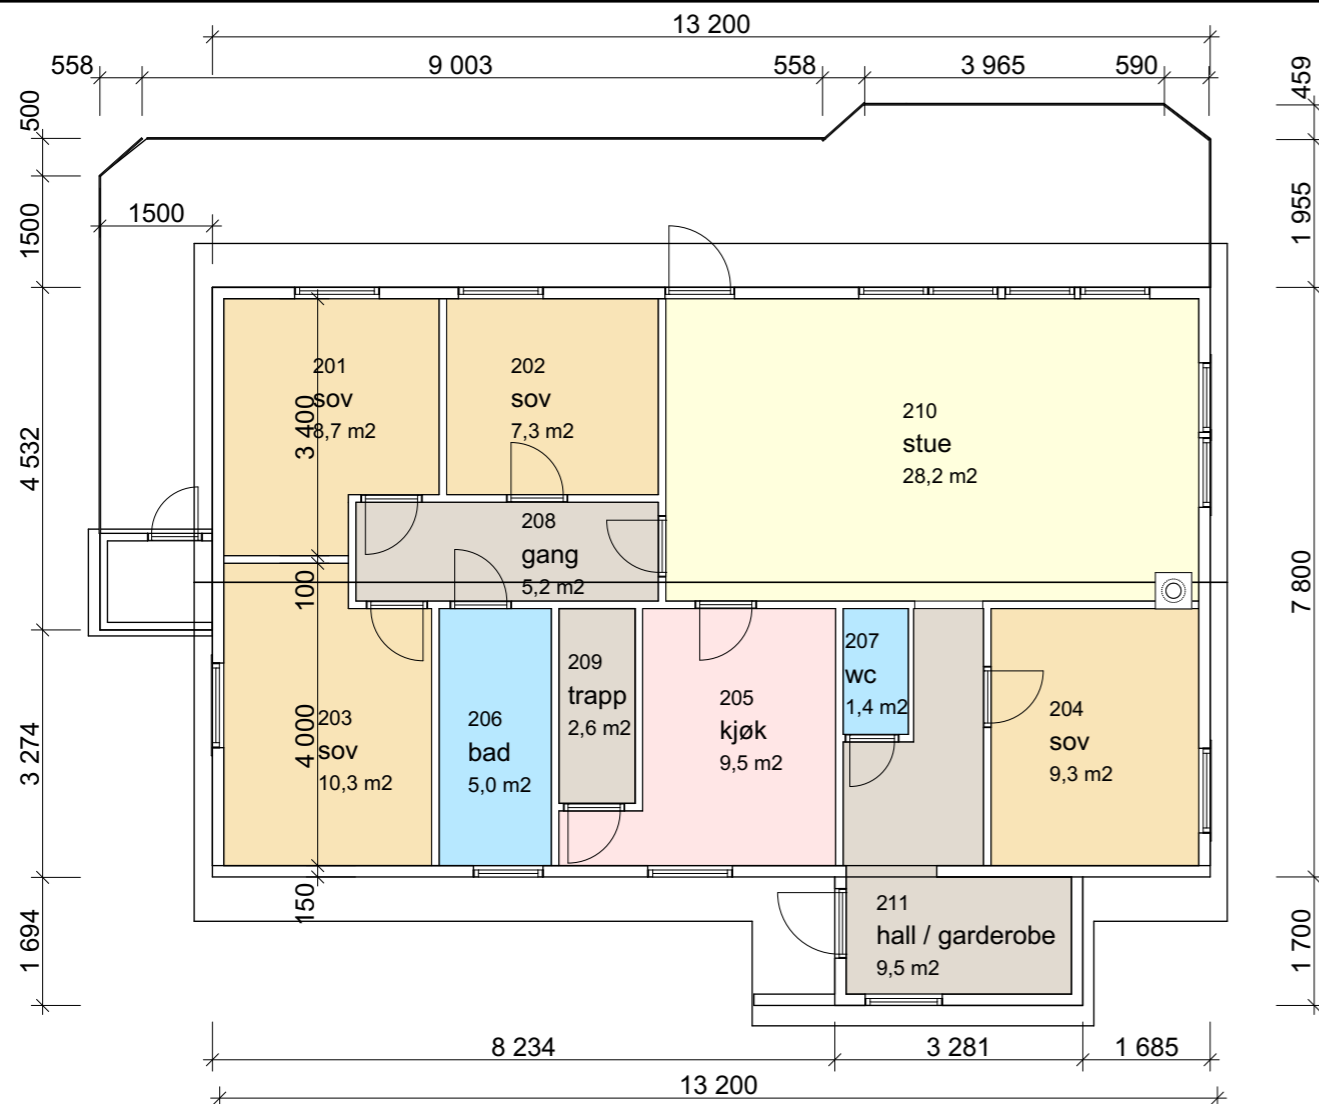 13 200
558
9 003
558
3 965
590
459
500
1500
1500
1 955
201
sov
8,7 m2
3 400
202
sov
7,3 m2
210
stue
28,2 m2
4 532
208
gang
5,2 m2
100
7 800
203
sov
10,3 m2
4 000
206
bad
5,0 m2
209
trapp
2,6 m2
205
kjøk
9,5 m2
207
wc
1,4 m2
204
sov
9,3 m2
3 274
150
211
hall / garderobe
9,5 m2
1 694
1 700
8 234
3 281
1 685
13 200